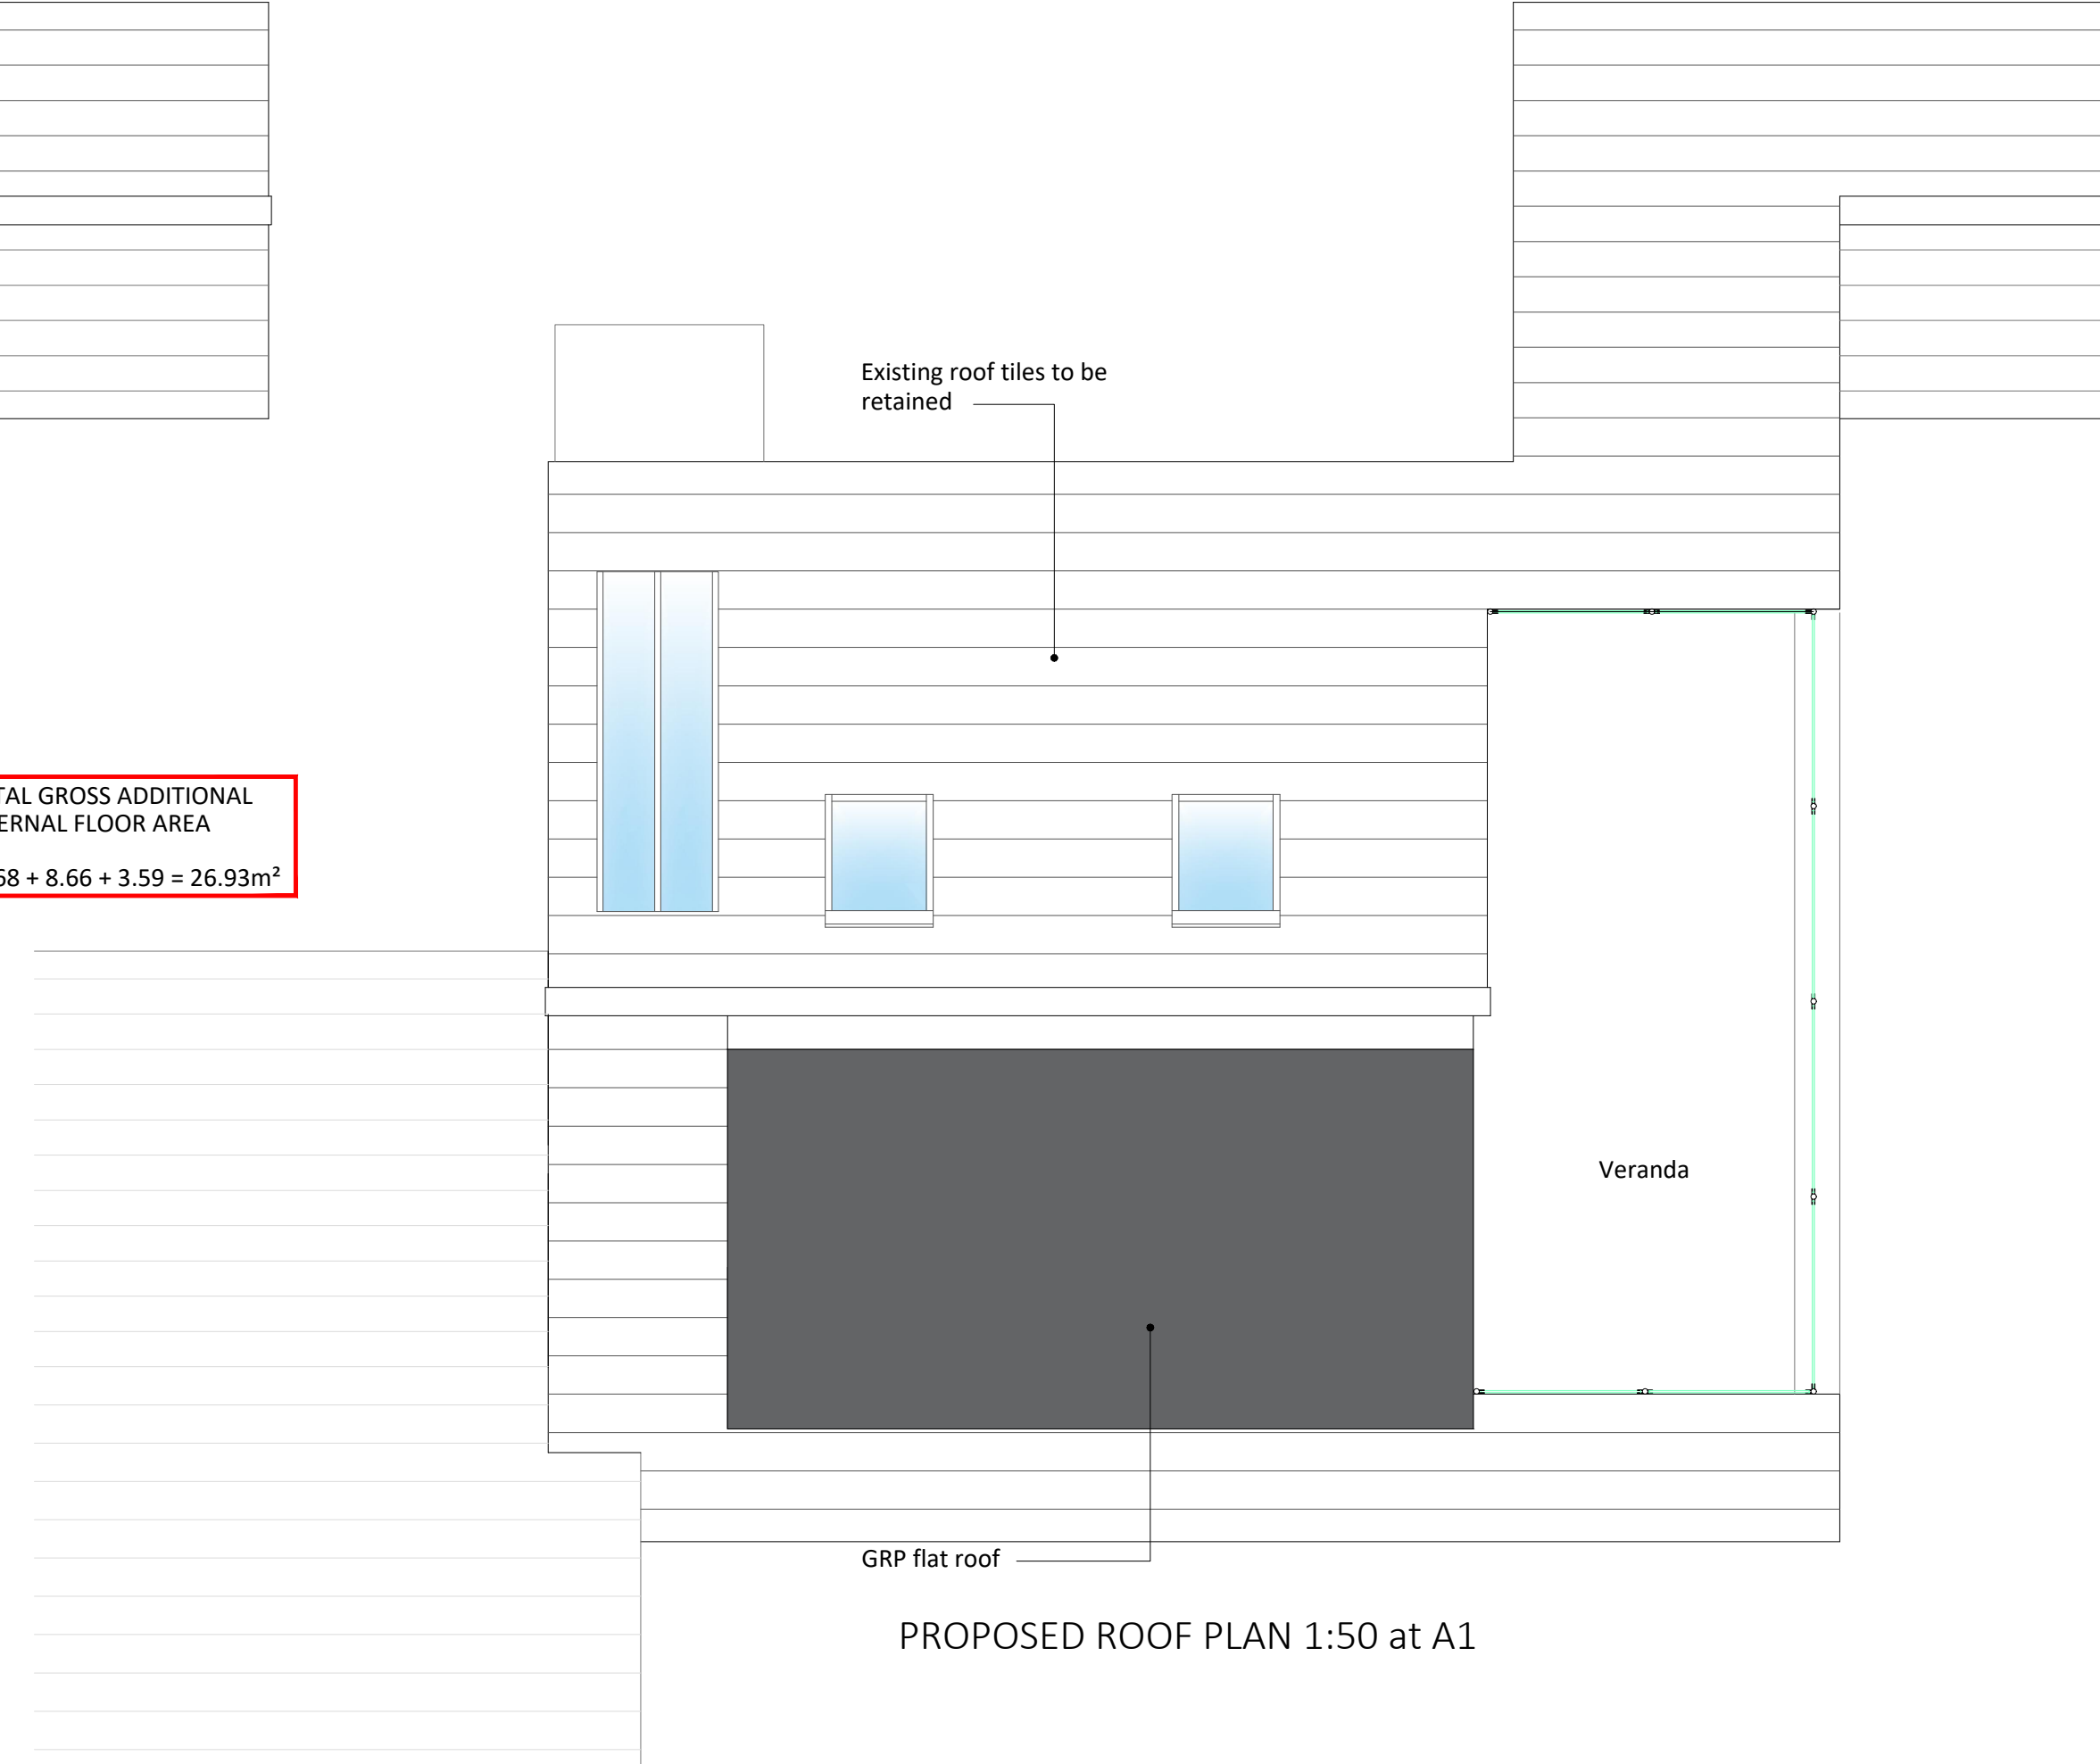 Existing roof tiles to be
retained
TAL GROSS ADDITIONAL
ERNAL FLOOR AREA
68 + 8.66 + 3.59 = 26.93m²
Veranda
GRP flat roof
PROPOSED ROOF PLAN 1:50 at A1